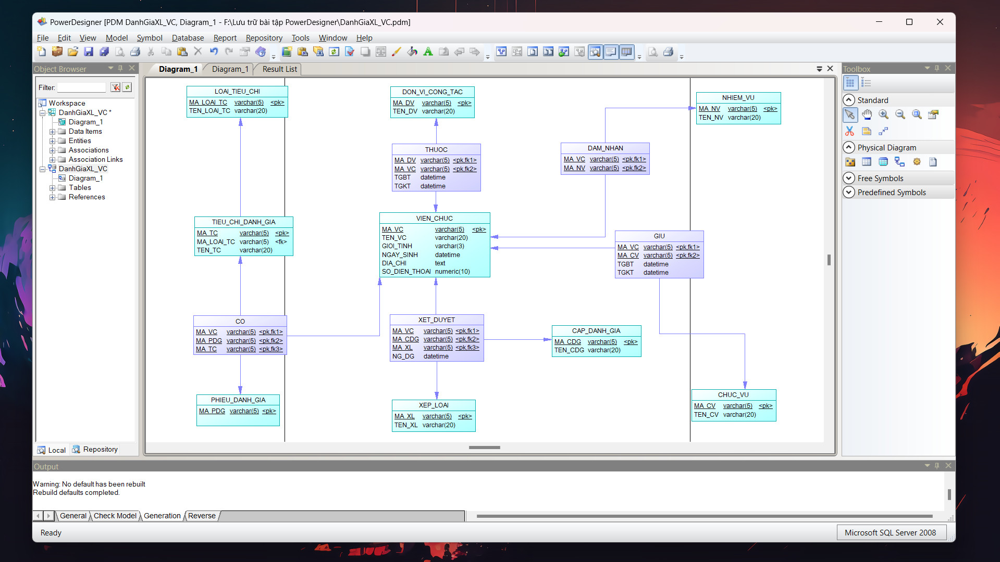 PowerDesigner [PDM DanhGiaXL_VC, Diagram_1 - F:\Lưu trữ bài tập PowerDesigner\DanhGiaXL_VC.pdm]
File Edit View Model Symbol Database Report Repository Tools Window Help
Object Browser
Filter:
Workspace
DanhGiaXL_VC *
Diagram_1
Data Items
Entities
Associations
Association Links
DanhGiaXL_VC
Diagram_1
Tables
References
Local Repository
Diagram_1 Diagram_1 Result List
LOAI_TIEU_CHI
MA_LOAI_TC varchar(5) <pk>
TEN_LOAI_TC varchar(20)
DON_VI_CONG_TAC
MA_DV varchar(5) <pk>
TEN_DV varchar(20)
NHIEM_VU
MA_NV varchar(5) <pk>
TEN_NV varchar(20)
THUOC
MA_DV varchar(5) <pk,fk1>
MA_VC varchar(5) <pk,fk2>
TGBT datetime
TGKT datetime
DAM_NHAN
MA_VC varchar(5) <pk,fk1>
MA_NV varchar(5) <pk,fk2>
TIEU_CHI_DANH_GIA
MA_TC varchar(5) <pk>
MA_LOAI_TC varchar(5) <fk>
TEN_TC varchar(20)
VIEN_CHUC
MA_VC varchar(5) <pk>
TEN_VC varchar(20)
GIOI_TINH varchar(3)
NGAY_SINH datetime
DIA_CHI text
SO_DIEN_THOAI numeric(10)
GIU
MA_VC varchar(5) <pk,fk1>
MA_CV varchar(5) <pk,fk2>
TGBT datetime
TGKT datetime
CO
MA_VC varchar(5) <pk,fk1>
MA_PDG varchar(5) <pk,fk2>
MA_TC varchar(5) <pk,fk3>
XET_DUYET
MA_VC varchar(5) <pk,fk1>
MA_CDG varchar(5) <pk,fk2>
MA_XL varchar(5) <pk,fk3>
NG_DG datetime
CAP_DANH_GIA
MA_CDG varchar(5) <pk>
TEN_CDG varchar(20)
PHIEU_DANH_GIA
MA_PDG varchar(5) <pk>
XEP_LOAI
MA_XL varchar(5) <pk>
TEN_XL varchar(20)
CHUC_VU
MA_CV varchar(5) <pk>
TEN_CV varchar(20)
Toolbox
Standard
Physical Diagram
Free Symbols
Predefined Symbols
Output
Warning: No default has been rebuilt
Rebuild defaults completed.
General Check Model Generation Reverse
Ready
Microsoft SQL Server 2008